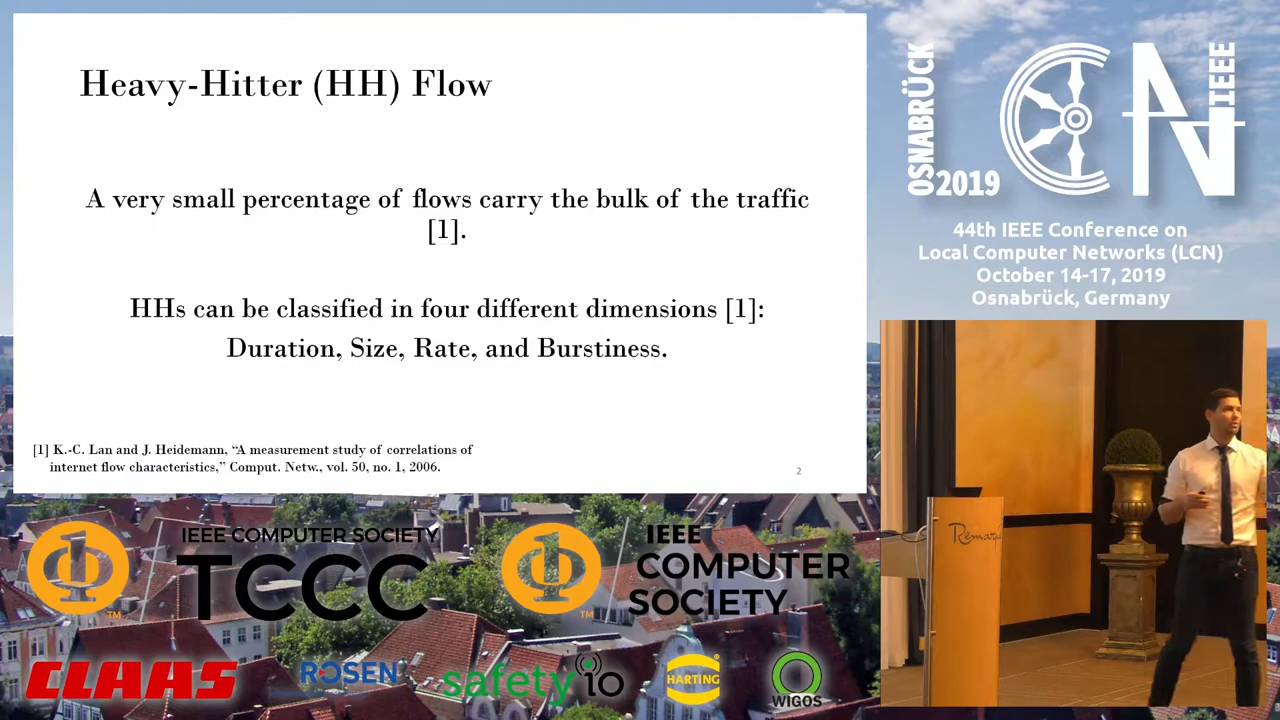 Heavy-Hitter (HH) Flow
A very small percentage of flows carry the bulk of the traffic
[1].
HHs can be classified in four different dimensions [1]:
Duration, Size, Rate, and Burstiness.
[1] K.-C. Lan and J. Heidemann, “A measurement study of correlations of
internet flow characteristics,” Comput. Netw., vol. 50, no. 1, 2006.
2
OSNABRÜCK
2019
LCN
IEEE
44th IEEE Conference on
Local Computer Networks (LCN)
October 14-17, 2019
Osnabrück, Germany
IEEE COMPUTER SOCIETY
TCCC
TM
IEEE
COMPUTER
SOCIETY
TM
CLAAS
ROSEN
safetyio
HARTING
WIGOS